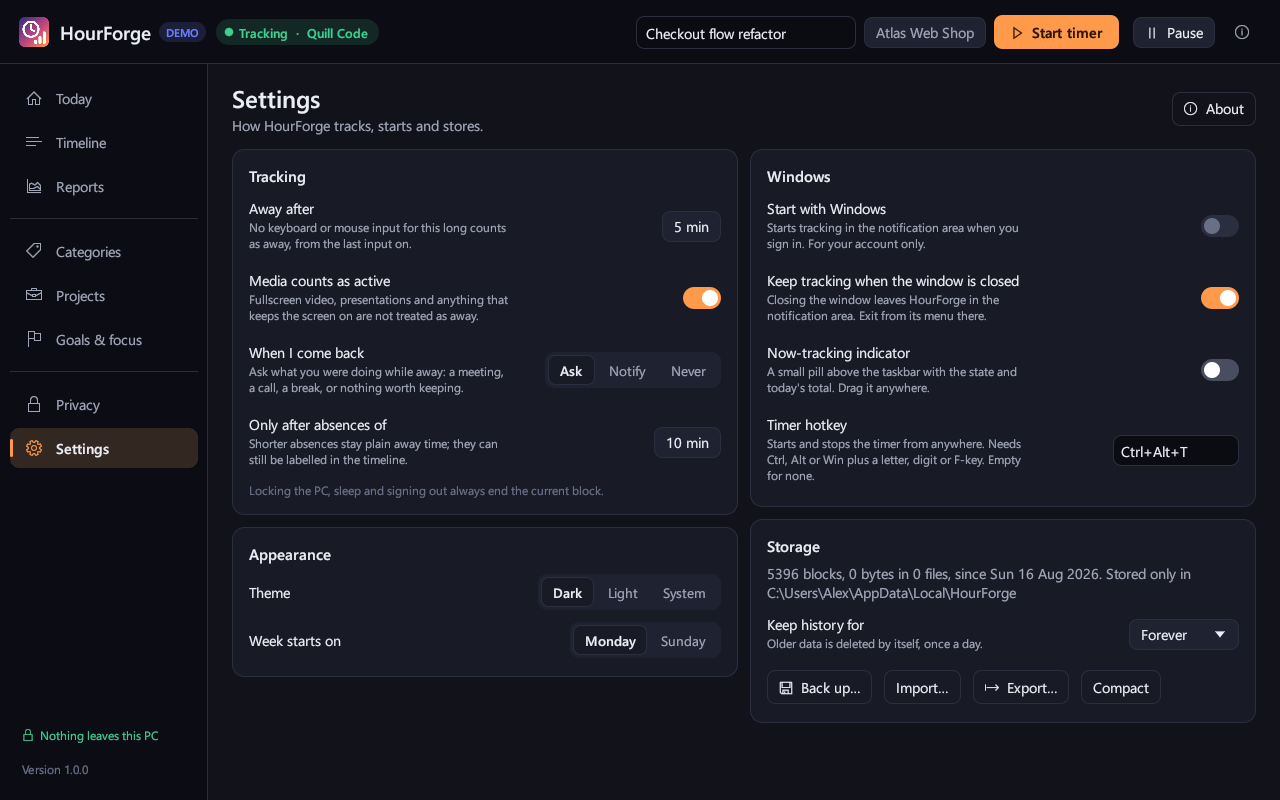 HourForge DEMO Tracking · Quill Code
Checkout flow refactor
Atlas Web Shop
Start timer
Pause
Today
Timeline
Reports
Categories
Projects
Goals & focus
Privacy
Settings
Nothing leaves this PC
Version 1.0.0
Settings
How HourForge tracks, starts and stores.
About
Tracking
Away after
No keyboard or mouse input for this long counts
as away, from the last input on.
5 min
Media counts as active
Fullscreen video, presentations and anything that
keeps the screen on are not treated as away.
When I come back
Ask what you were doing while away: a meeting,
a call, a break, or nothing worth keeping.
Ask Notify Never
Only after absences of
Shorter absences stay plain away time; they can
still be labelled in the timeline.
10 min
Locking the PC, sleep and signing out always end the current block.
Appearance
Theme
Dark Light System
Week starts on
Monday Sunday
Windows
Start with Windows
Starts tracking in the notification area when you
sign in. For your account only.
Keep tracking when the window is closed
Closing the window leaves HourForge in the
notification area. Exit from its menu there.
Now-tracking indicator
A small pill above the taskbar with the state and
today's total. Drag it anywhere.
Timer hotkey
Starts and stops the timer from anywhere. Needs
Ctrl, Alt or Win plus a letter, digit or F-key. Empty
for none.
Ctrl+Alt+T
Storage
5396 blocks, 0 bytes in 0 files, since Sun 16 Aug 2026. Stored only in
C:\Users\Alex\AppData\Local\HourForge
Keep history for
Older data is deleted by itself, once a day.
Forever
Back up...
Import...
Export...
Compact